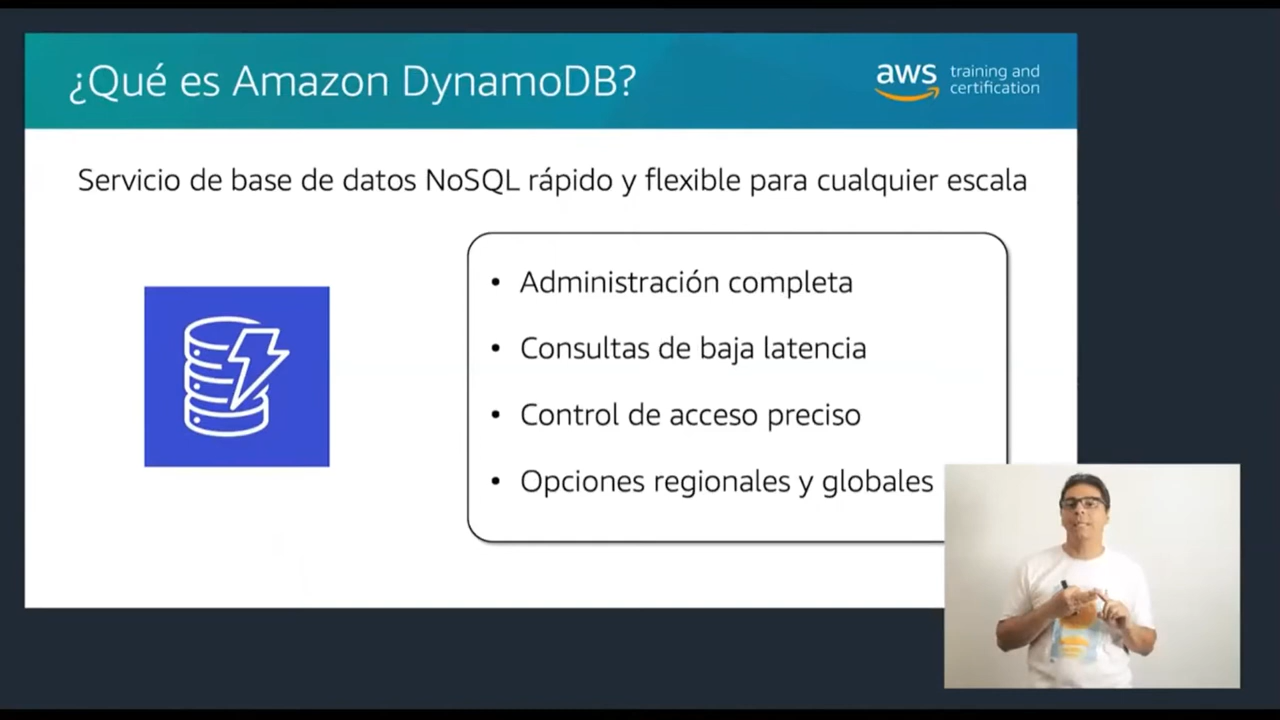 ¿Qué es Amazon DynamoDB?
aws training and
certification
Servicio de base de datos NoSQL rápido y flexible para cualquier escala
• Administración completa
• Consultas de baja latencia
• Control de acceso preciso
• Opciones regionales y globales